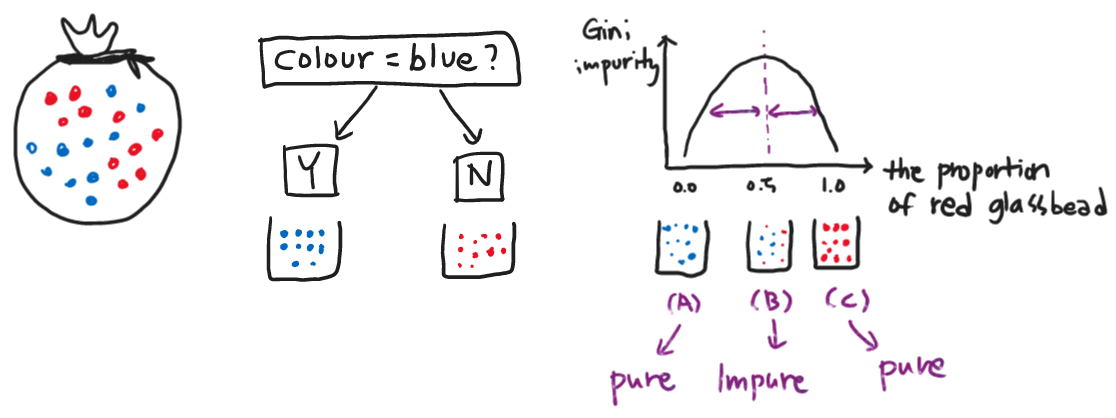 colour = blue ?
Y
N
Gini
impurity
0.0 0.5 1.0
the proportion
of red glassbead
(A) (B) (C)
pure Impure pure